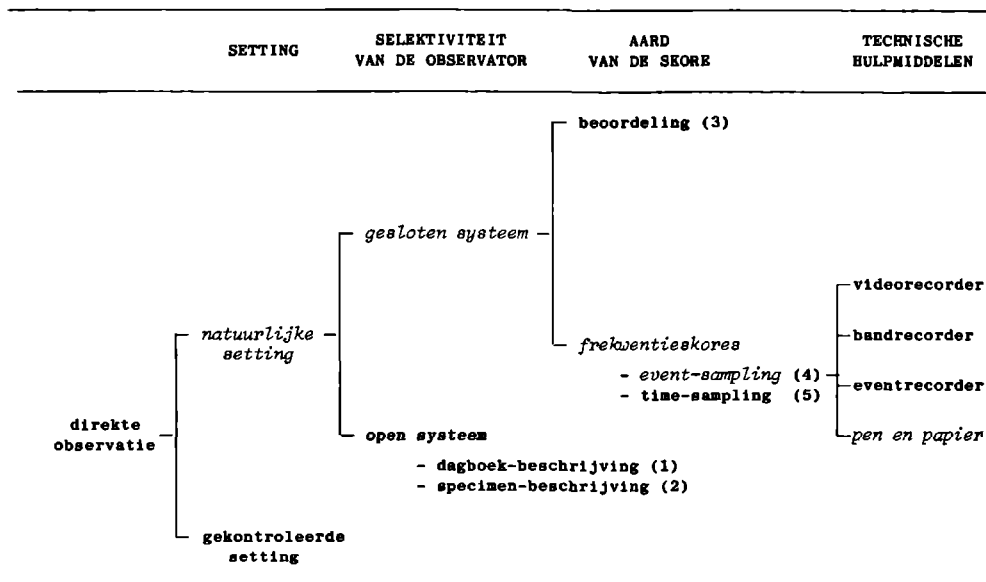 SETTING
SELEKTIVITEIT
VAN DE OBSERVATOR
AARD
VAN DE SKORE
TECHNISCHE
HULPMIDDELEN
beoordeling (3)
gesloten systeem
videorecorder
natuurlijke
setting
bandrecorder
frekwentieskores
- event-sampling (4)
- time-sampling (5)
eventrecorder
direkte
observatie
open systeem
- dagboek-beschrijving (1)
- specimen-beschrijving (2)
pen en papier
gekontroleerde
setting